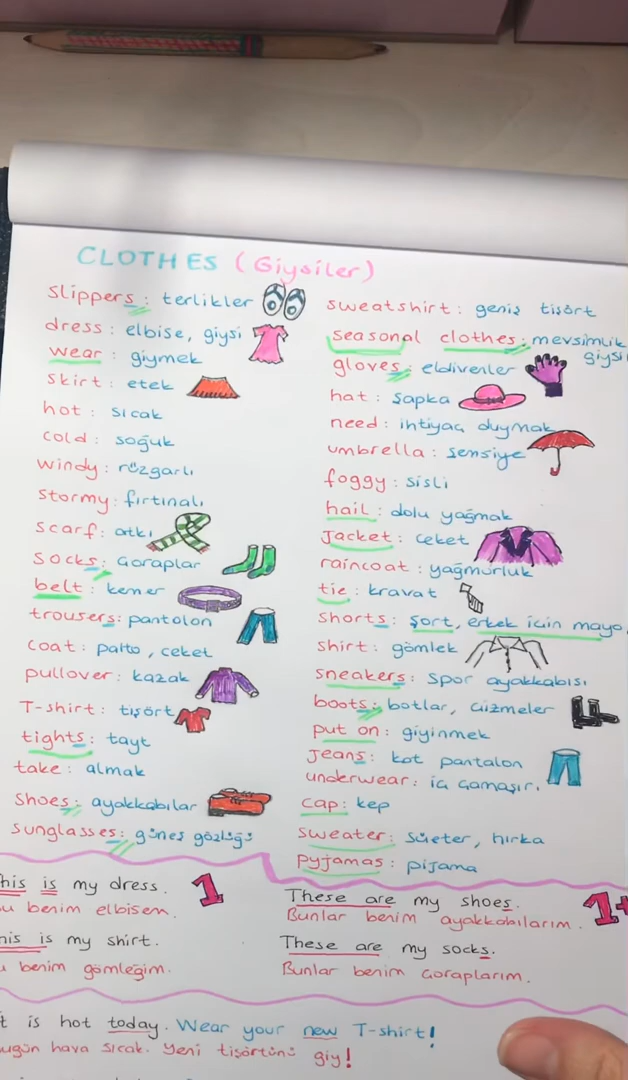 CLOTHES (Giysiler)
slippers : terlikler
dress : elbise, giysi
wear : giymek
skirt : etek
hot : sıcak
cold : soğuk
windy : rüzgarlı
stormy : fırtınalı
scarf : atkı
socks : çoraplar
belt : kemer
trousers : pantolon
coat : palto, ceket
pullover : kazak
T-shirt : tişört
tights : tayt
take : almak
shoes : ayakkabılar
sunglasses : güneş gözlüğü
sweatshirt : geniş tişört
seasonal clothes : mevsimlik
giysi
gloves : eldivenler
hat : şapka
need : ihtiyaç duymak
umbrella : şemsiye
foggy : sisli
hail : dolu yağmak
Jacket : ceket
raincoat : yağmurluk
tie : kravat
shorts : şort, erkek için mayo
shirt : gömlek
sneakers : spor ayakkabısı
boots : botlar, çizmeler
put on : giyinmek
Jeans : kot pantolon
underwear : iç çamaşır.
cap : kep
sweater : süeter, hırka
pyjamas : pijama
his is my dress. 1
u benim elbisem.
his is my shirt.
u benim gömleğim.
These are my shoes. 1+
Bunlar benim ayakkabılarım.
These are my socks.
Bunlar benim çoraplarım.
t is hot today. Wear your new T-shirt!
ugün hava sıcak. Yeni tişörtünü giy!